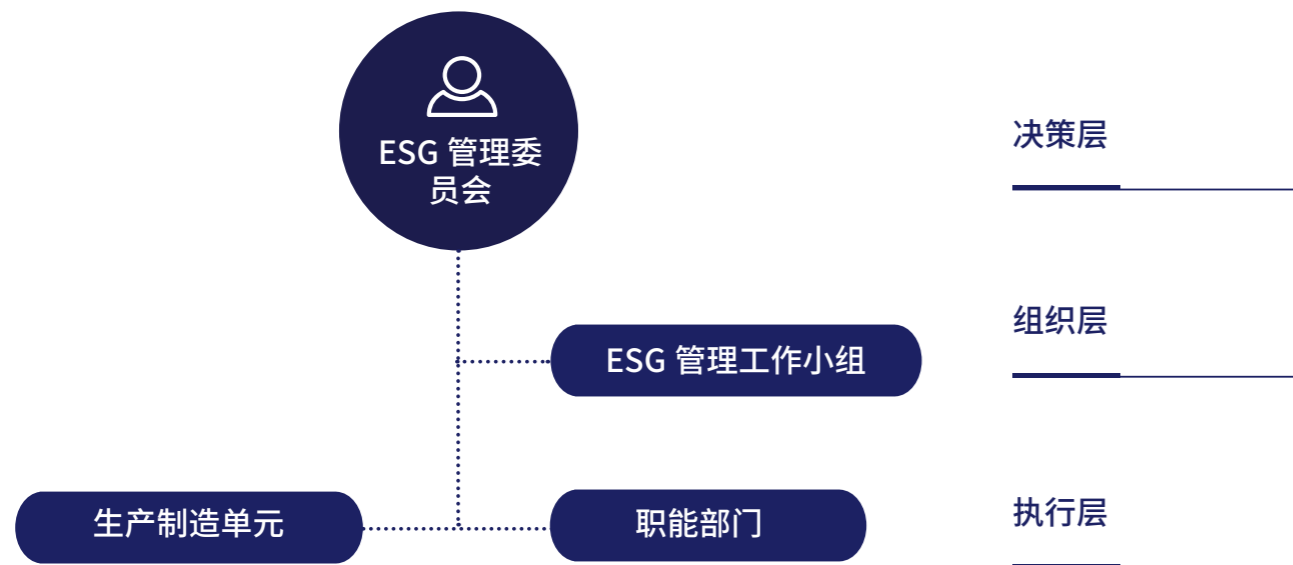 ESG 管理委
员会
决策层
ESG 管理工作小组
组织层
生产制造单元
职能部门
执行层